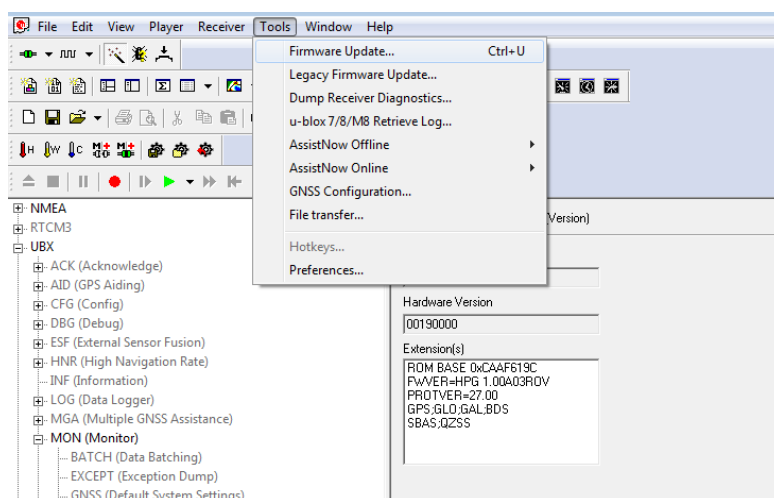 File Edit View Player Receiver Tools Window Help
Firmware Update... Ctrl+U
Legacy Firmware Update...
Dump Receiver Diagnostics...
u-blox 7/8/M8 Retrieve Log...
AssistNow Offline
AssistNow Online
GNSS Configuration...
File transfer...
Hotkeys...
Preferences...
NMEA
RTCM3
UBX
ACK (Acknowledge)
AID (GPS Aiding)
CFG (Config)
DBG (Debug)
ESF (External Sensor Fusion)
HNR (High Navigation Rate)
INF (Information)
LOG (Data Logger)
MGA (Multiple GNSS Assistance)
MON (Monitor)
BATCH (Data Batching)
EXCEPT (Exception Dump)
GNSS (Default System Settings)
Version)
Hardware Version
00190000
Extension(s)
ROM BASE 0xCAAF619C
FWVER=HPG 1.00A03ROV
PROTVER=27.00
GPS;GLO;GAL;BDS
SBAS;QZSS